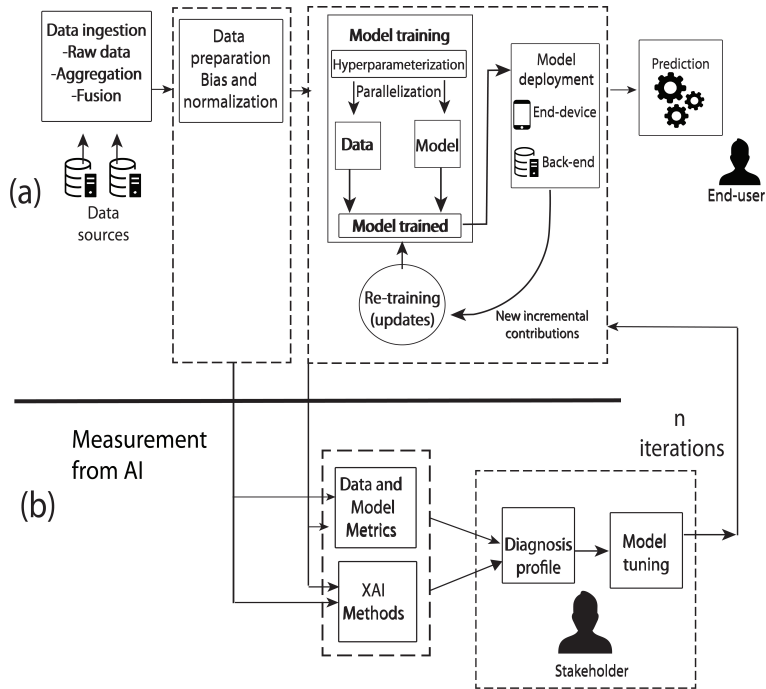 Data ingestion
-Raw data
-Aggregation
-Fusion
Data
sources
(a)
Data
preparation
Bias and
normalization
Model training
Hyperparameterization
Parallelization
Data
Model
Model trained
Re-training
(updates)
New incremental
contributions
Model
deployment
End-device
Back-end
Prediction
End-user
Measurement
from AI
(b)
Data and
Model
Metrics
XAI
Methods
Diagnosis
profile
Model
tuning
Stakeholder
n
iterations